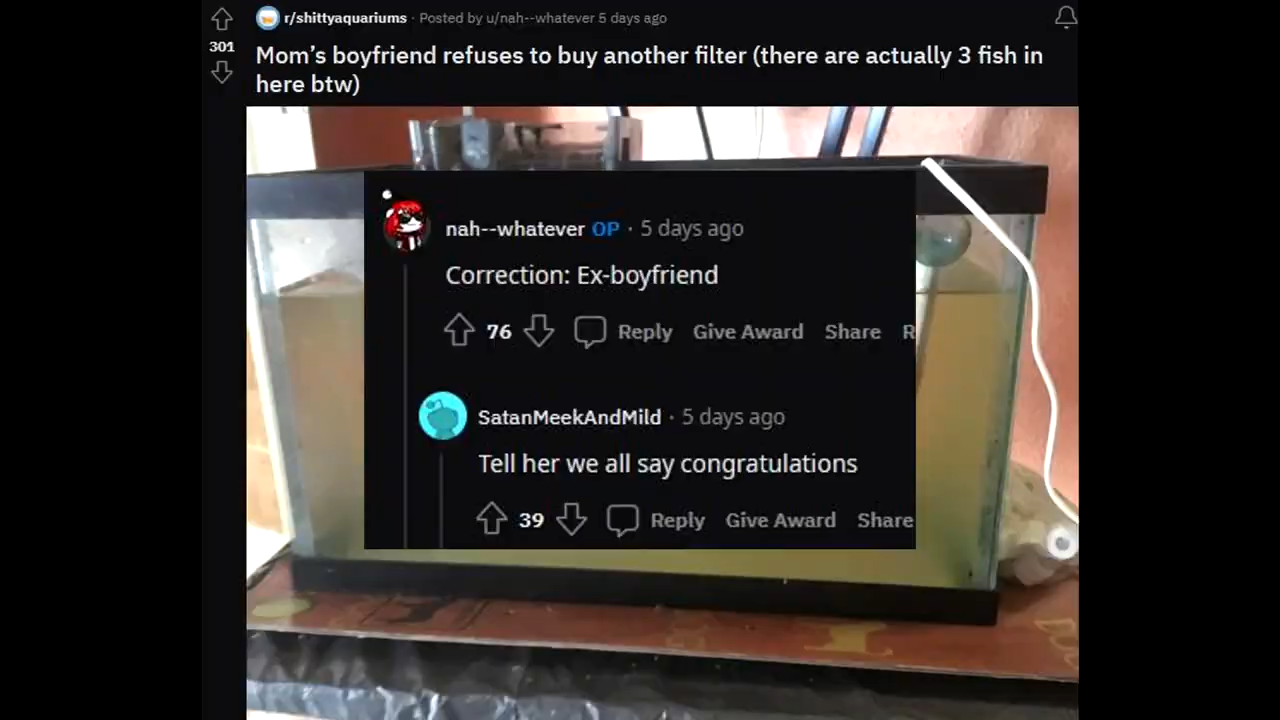 r/shittyaquariums · Posted by u/nah--whatever 5 days ago
301
Mom’s boyfriend refuses to buy another filter (there are actually 3 fish in
here btw)
nah--whatever OP · 5 days ago
Correction: Ex-boyfriend
76 Reply Give Award Share R
SatanMeekAndMild · 5 days ago
Tell her we all say congratulations
39 Reply Give Award Share